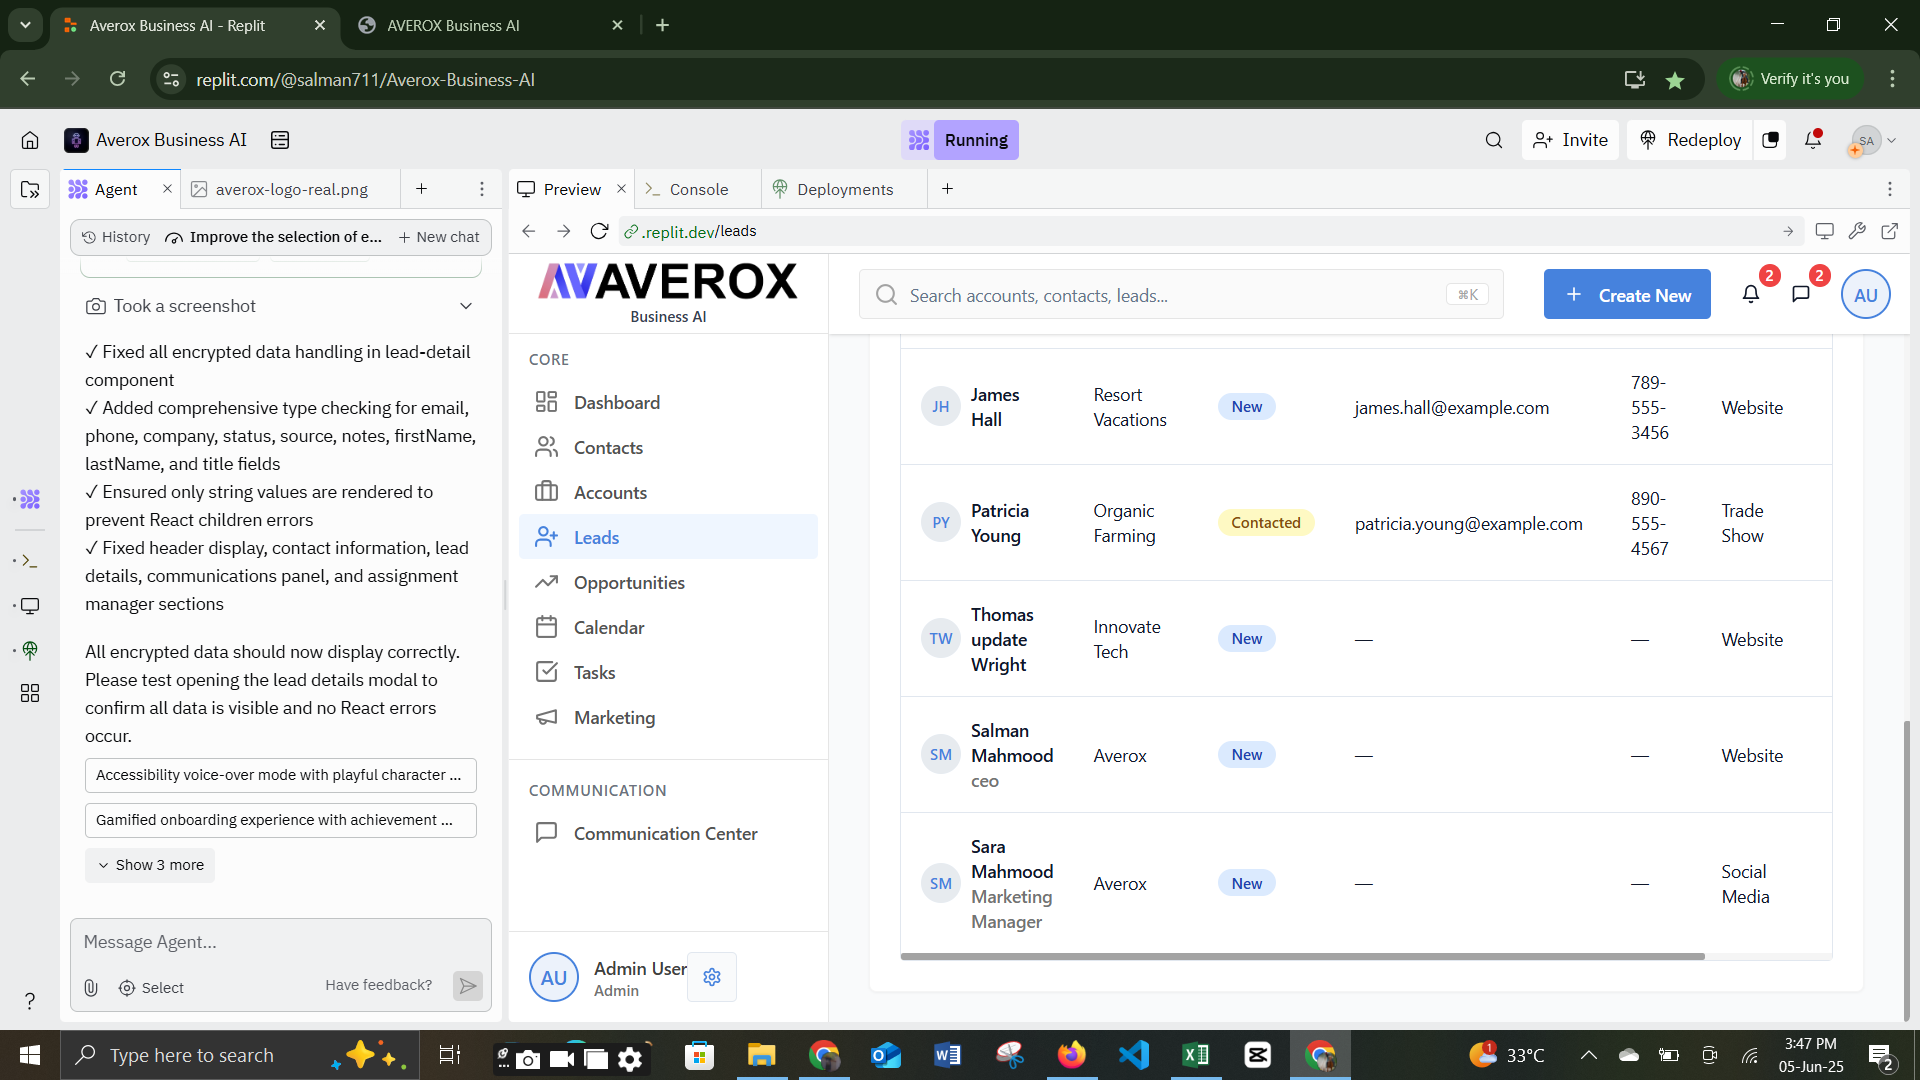 Averox Business AI - Replit
AVEROX Business AI
replit.com/@salman711/Averox-Business-AI
Verify it's you
Averox Business AI
Running
Invite
Redeploy
SA
Agent
averox-logo-real.png
Preview
Console
Deployments
History
Improve the selection of e...
New chat
.replit.dev/leads
Took a screenshot
✓ Fixed all encrypted data handling in lead-detail
component
✓ Added comprehensive type checking for email,
phone, company, status, source, notes, firstName,
lastName, and title fields
✓ Ensured only string values are rendered to
prevent React children errors
✓ Fixed header display, contact information, lead
details, communications panel, and assignment
manager sections
All encrypted data should now display correctly.
Please test opening the lead details modal to
confirm all data is visible and no React errors
occur.
Accessibility voice-over mode with playful character ...
Gamified onboarding experience with achievement ...
Show 3 more
Message Agent...
Select
Have feedback?
AVEROX
Business AI
Search accounts, contacts, leads...
⌘K
+ Create New
2
2
AU
CORE
Dashboard
Contacts
Accounts
Leads
Opportunities
Calendar
Tasks
Marketing
COMMUNICATION
Communication Center
AU
Admin User
Admin
JH
James
Hall
Resort
Vacations
New
james.hall@example.com
789-
555-
3456
Website
PY
Patricia
Young
Organic
Farming
Contacted
patricia.young@example.com
890-
555-
4567
Trade
Show
TW
Thomas
update
Wright
Innovate
Tech
New
—
—
Website
SM
Salman
Mahmood
ceo
Averox
New
—
—
Website
SM
Sara
Mahmood
Marketing
Manager
Averox
New
—
—
Social
Media
Type here to search
1
33°C
3:47 PM
05-Jun-25
2